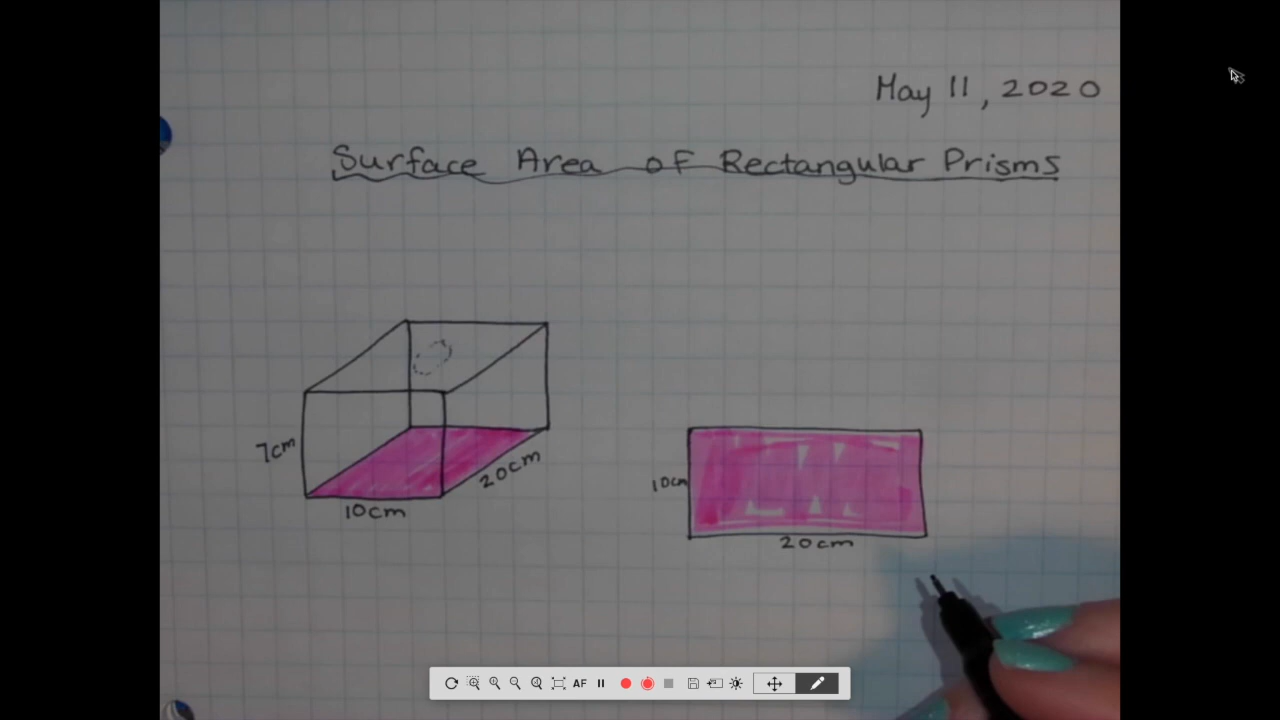 May 11, 2020
Surface Area of Rectangular Prisms
7cm
20cm
10cm
10cm
20cm
AF